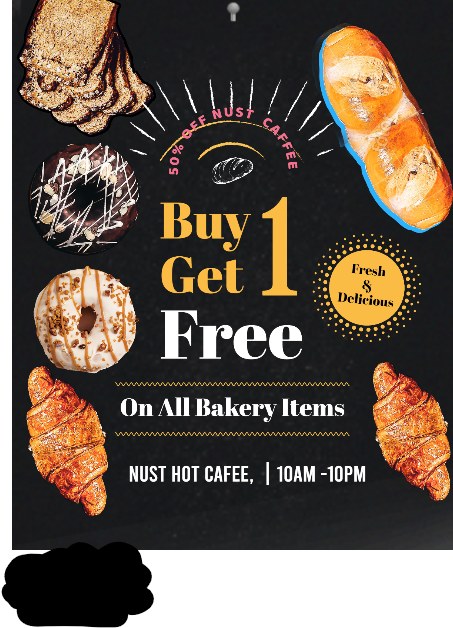 50% OFF NUST CAFFEE
Buy 1
Get
Free
Fresh
&
Delicious
On All Bakery Items
NUST HOT CAFEE, | 10AM -10PM